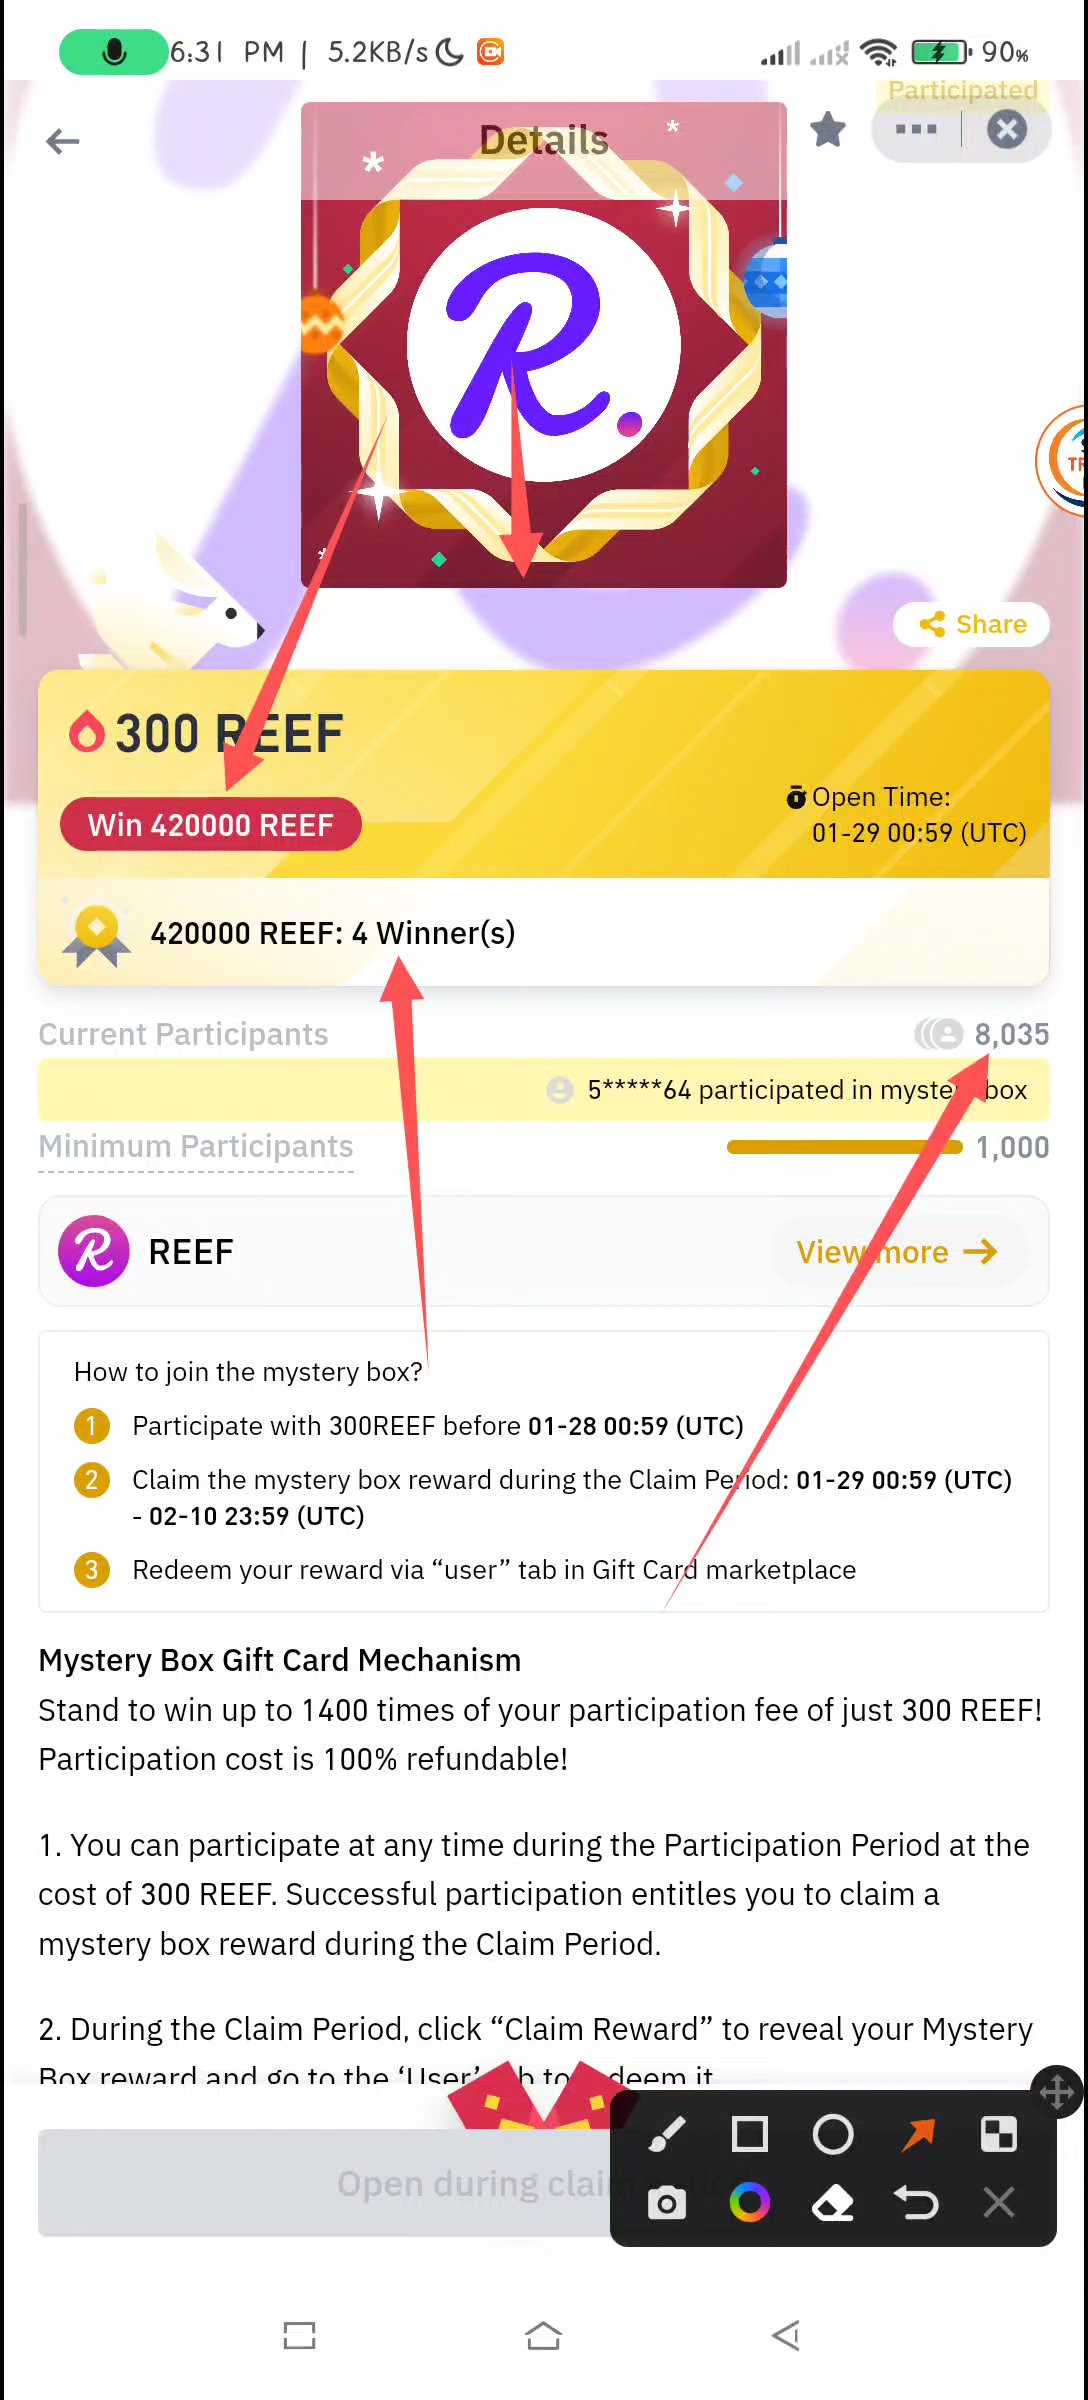 6:31 PM | 5.2KB/s
90%
Participated
Details
R.
Share
300 REEF
Win 420000 REEF
Open Time:
01-29 00:59 (UTC)
420000 REEF: 4 Winner(s)
Current Participants
8,035
5*****64 participated in box
Minimum Participants
1,000
R REEF
View more →
How to join the mystery box?
1 Participate with 300REEF before 01-28 00:59 (UTC)
2 Claim the mystery box reward during the Claim Period: 01-29 00:59 (UTC)
- 02-10 23:59 (UTC)
3 Redeem your reward via “user” tab in Gift Card marketplace
Mystery Box Gift Card Mechanism
Stand to win up to 1400 times of your participation fee of just 300 REEF!
Participation cost is 100% refundable!
1. You can participate at any time during the Participation Period at the
cost of 300 REEF. Successful participation entitles you to claim a
mystery box reward during the Claim Period.
2. During the Claim Period, click “Claim Reward” to reveal your Mystery
Box reward and go to the ‘User’
Open during